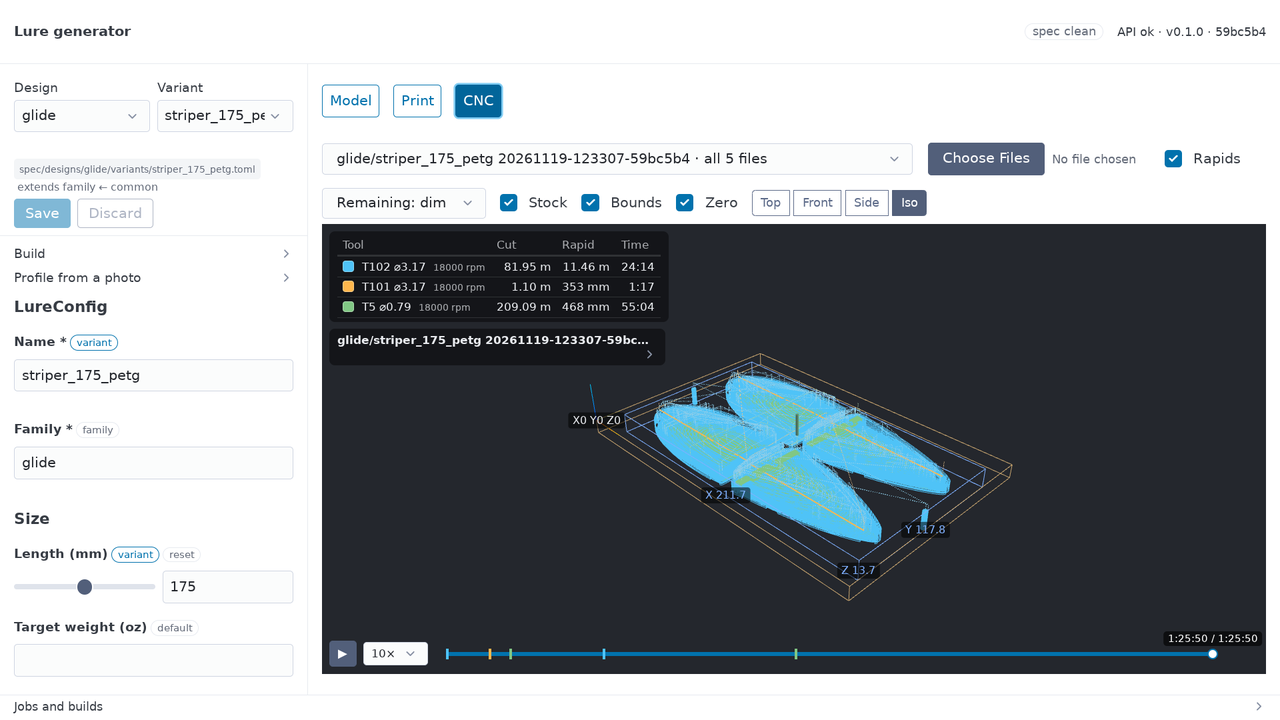 Lure generator
spec clean
API ok · v0.1.0 · 59bc5b4
Design
Variant
glide
striper_175_pe
spec/designs/glide/variants/striper_175_petg.toml
extends family ← common
Save
Discard
Build
Profile from a photo
LureConfig
Name * variant
striper_175_petg
Family * family
glide
Size
Length (mm) variant reset
175
Target weight (oz) default
Jobs and builds
Model
Print
CNC
glide/striper_175_petg 20261119-123307-59bc5b4 · all 5 files
Choose Files
No file chosen
Rapids
Remaining: dim
Stock
Bounds
Zero
Top
Front
Side
Iso
Tool Cut Rapid Time
T102 ⌀3.17 18000 rpm 81.95 m 11.46 m 24:14
T101 ⌀3.17 18000 rpm 1.10 m 353 mm 1:17
T5 ⌀0.79 18000 rpm 209.09 m 468 mm 55:04
glide/striper_175_petg 20261119-123307-59bc…
X0 Y0 Z0
X 211.7
Y 117.8
Z 13.7
10×
1:25:50 / 1:25:50